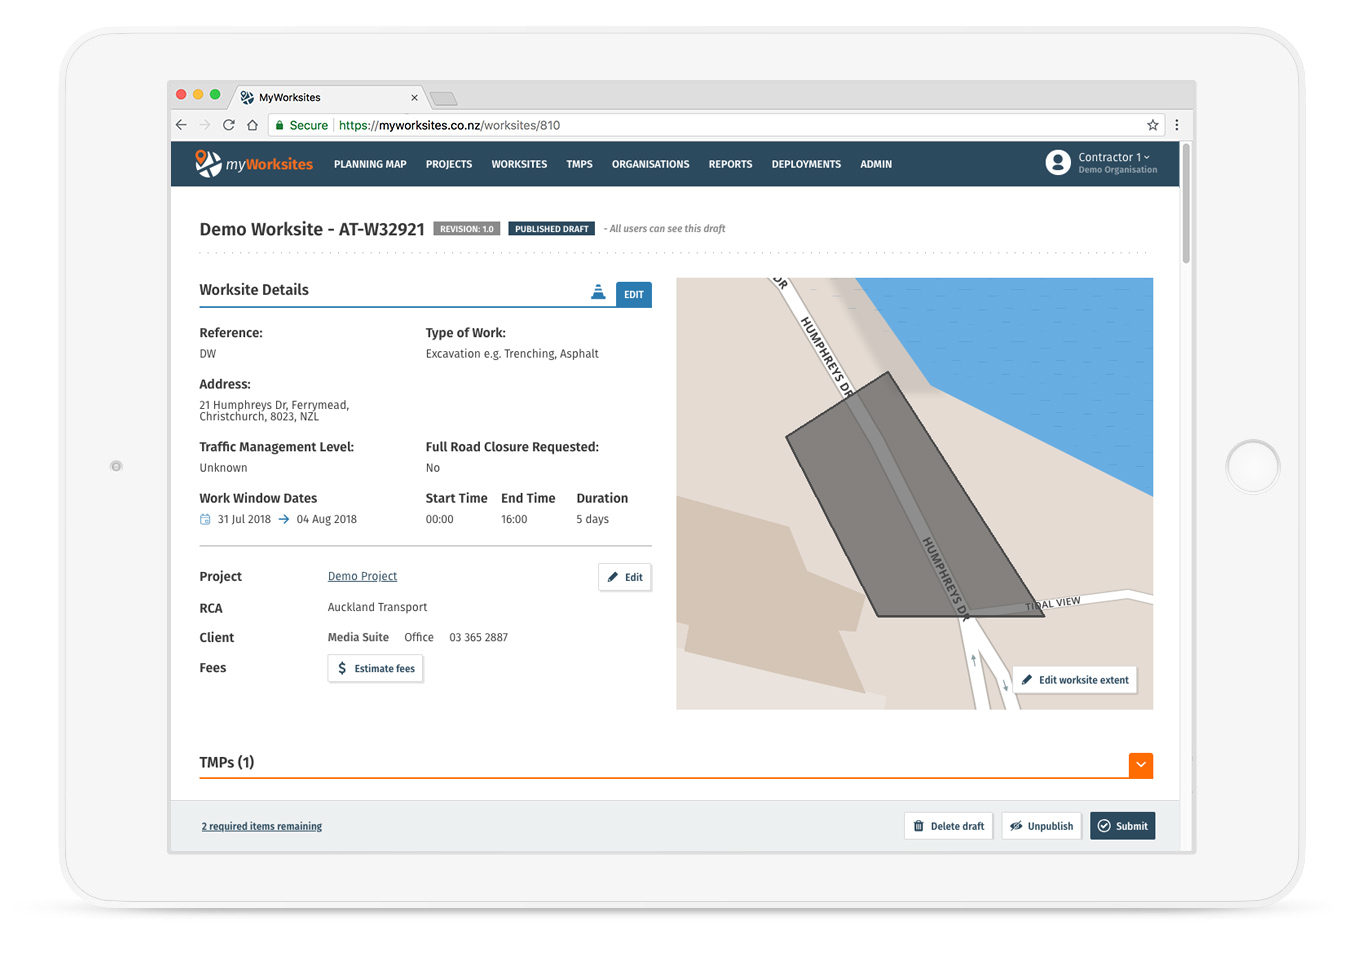 MyWorksites
Secure https://myworksites.co.nz/worksites/810
myWorksites PLANNING MAP PROJECTS WORKSITES TMPS ORGANISATIONS REPORTS DEPLOYMENTS ADMIN Contractor 1
Demo Organisation
Demo Worksite - AT-W32921 REVISION: 1.0 PUBLISHED DRAFT - All users can see this draft
Worksite Details EDIT
Reference: Type of Work:
DW Excavation e.g. Trenching, Asphalt
Address:
21 Humphreys Dr, Ferrymead,
Christchurch, 8023, NZL
Traffic Management Level: Full Road Closure Requested:
Unknown No
Work Window Dates Start Time End Time Duration
31 Jul 2018 04 Aug 2018 00:00 16:00 5 days
Project Demo Project Edit
RCA Auckland Transport
Client Media Suite Office 03 365 2887
Fees $ Estimate fees
DR
HUMPHREYS DR
HUMPHREYS DR
TIDAL VIEW
Edit worksite extent
TMPs (1)
2 required items remaining Delete draft Unpublish Submit